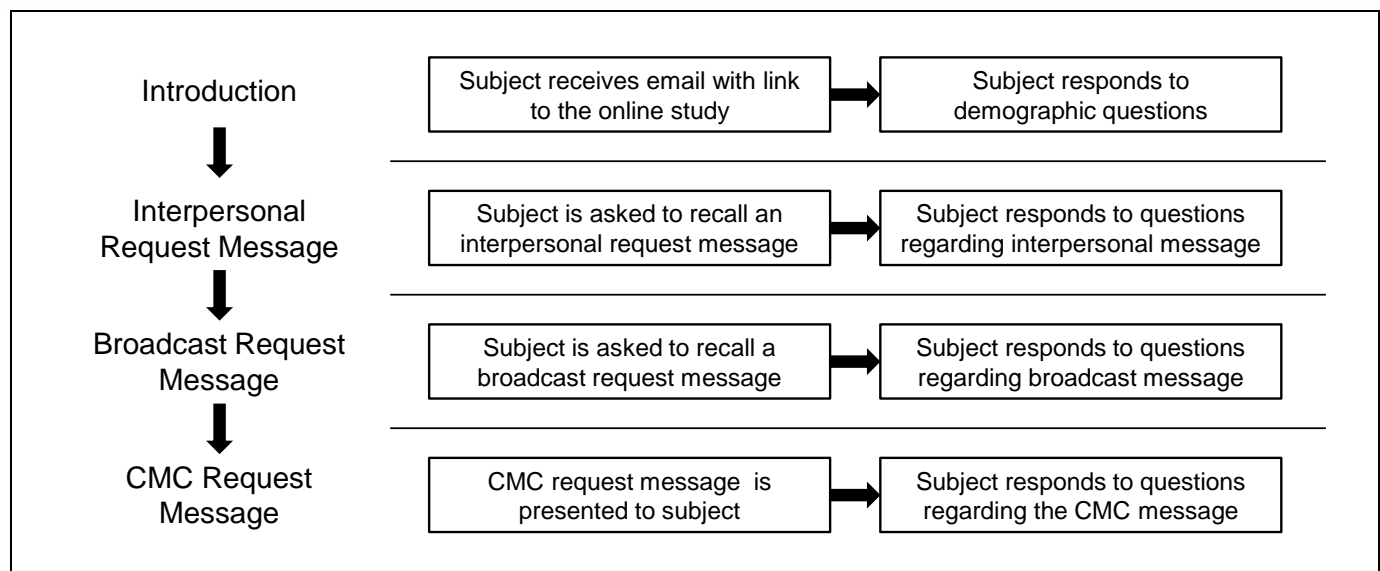 Introduction
Subject receives email with link
to the online study
Subject responds to
demographic questions
Interpersonal
Request Message
Subject is asked to recall an
interpersonal request message
Subject responds to questions
regarding interpersonal message
Broadcast Request
Message
Subject is asked to recall a
broadcast request message
Subject responds to questions
regarding broadcast message
CMC Request
Message
CMC request message is
presented to subject
Subject responds to questions
regarding the CMC message